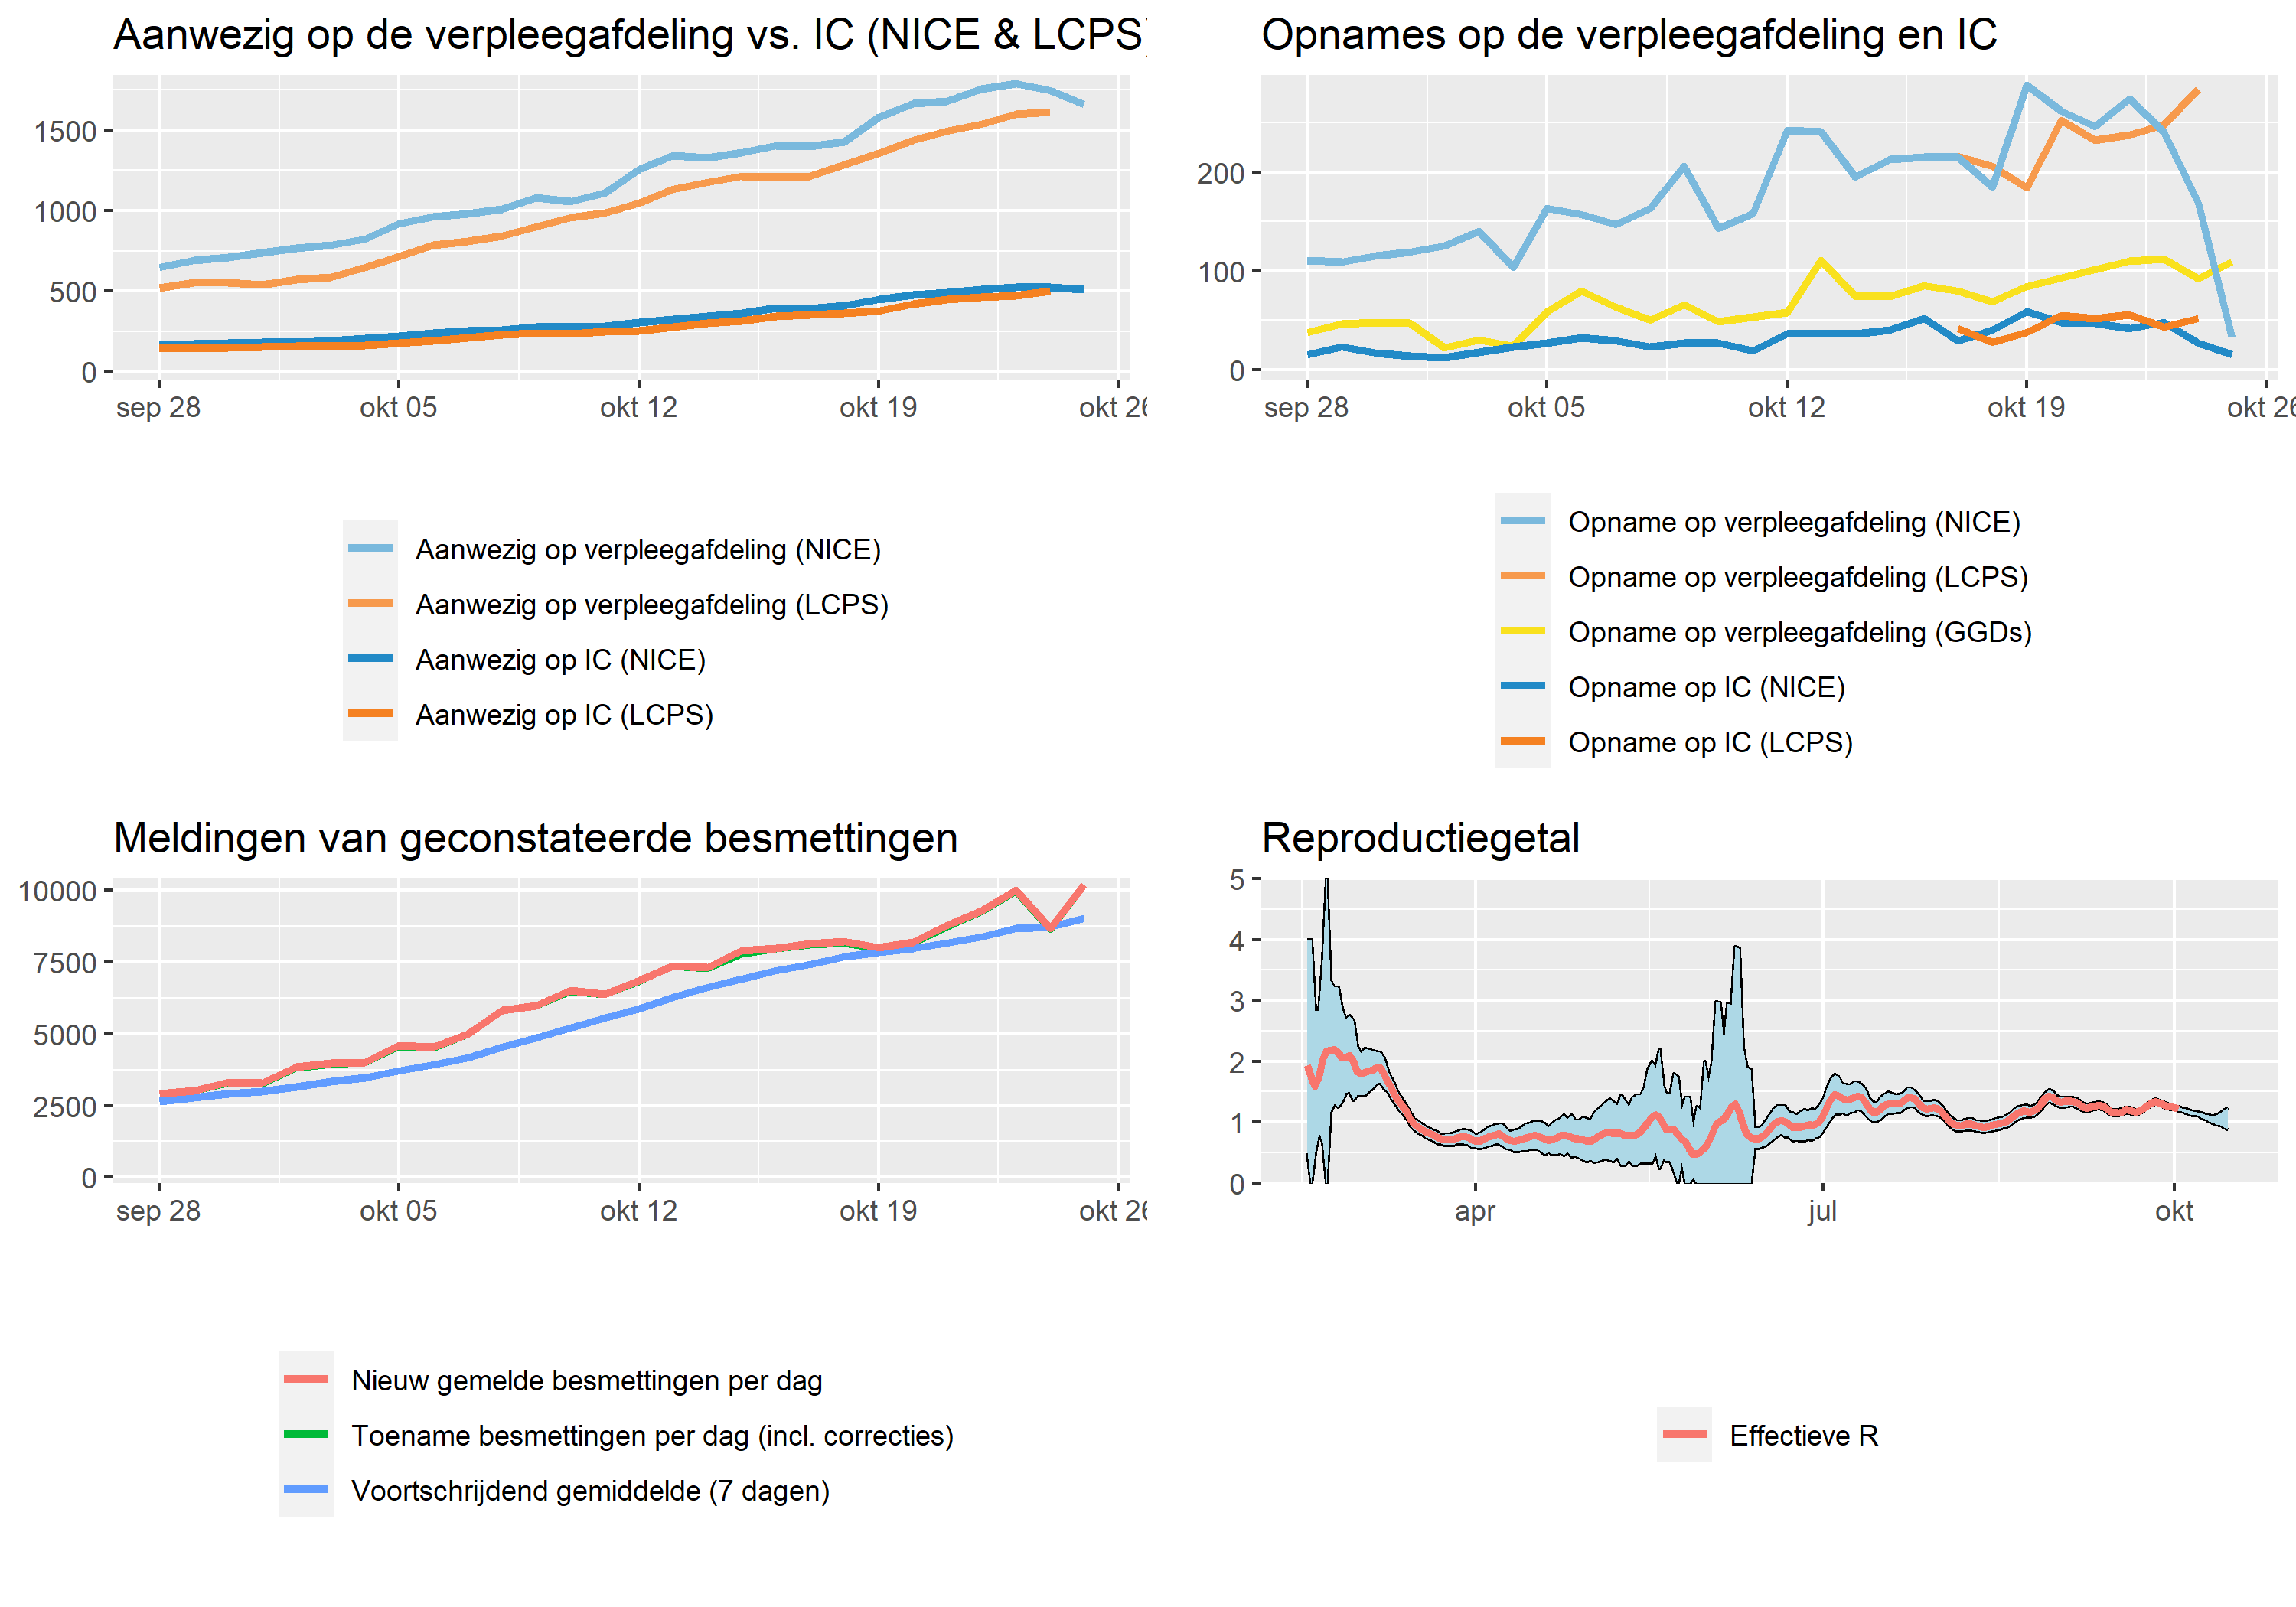 Aanwezig op de verpleegafdeling vs. IC (NICE & LCPS)
1500
1000
500
0
sep 28
okt 05
okt 12
okt 19
okt 26
Aanwezig op verpleegafdeling (NICE)
Aanwezig op verpleegafdeling (LCPS)
Aanwezig op IC (NICE)
Aanwezig op IC (LCPS)
Opnames op de verpleegafdeling en IC
200
100
0
sep 28
okt 05
okt 12
okt 19
okt 26
Opname op verpleegafdeling (NICE)
Opname op verpleegafdeling (LCPS)
Opname op verpleegafdeling (GGDs)
Opname op IC (NICE)
Opname op IC (LCPS)
Meldingen van geconstateerde besmettingen
10000
7500
5000
2500
0
sep 28
okt 05
okt 12
okt 19
okt 26
Nieuw gemelde besmettingen per dag
Toename besmettingen per dag (incl. correcties)
Voortschrijdend gemiddelde (7 dagen)
Reproductiegetal
5
4
3
2
1
0
apr
jul
okt
Effectieve R